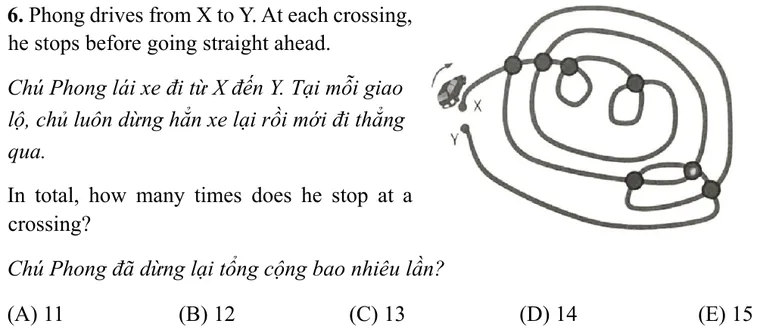 6. Phong drives from X to Y. At each crossing,
he stops before going straight ahead.
Chú Phong lái xe đi từ X đến Y. Tại mỗi giao
lộ, chủ luôn dừng hẳn xe lại rồi mới đi thẳng
qua.
In total, how many times does he stop at a
crossing?
Chú Phong đã dừng lại tổng cộng bao nhiêu lần?
(A) 11 (B) 12 (C) 13 (D) 14 (E) 15
X
Y